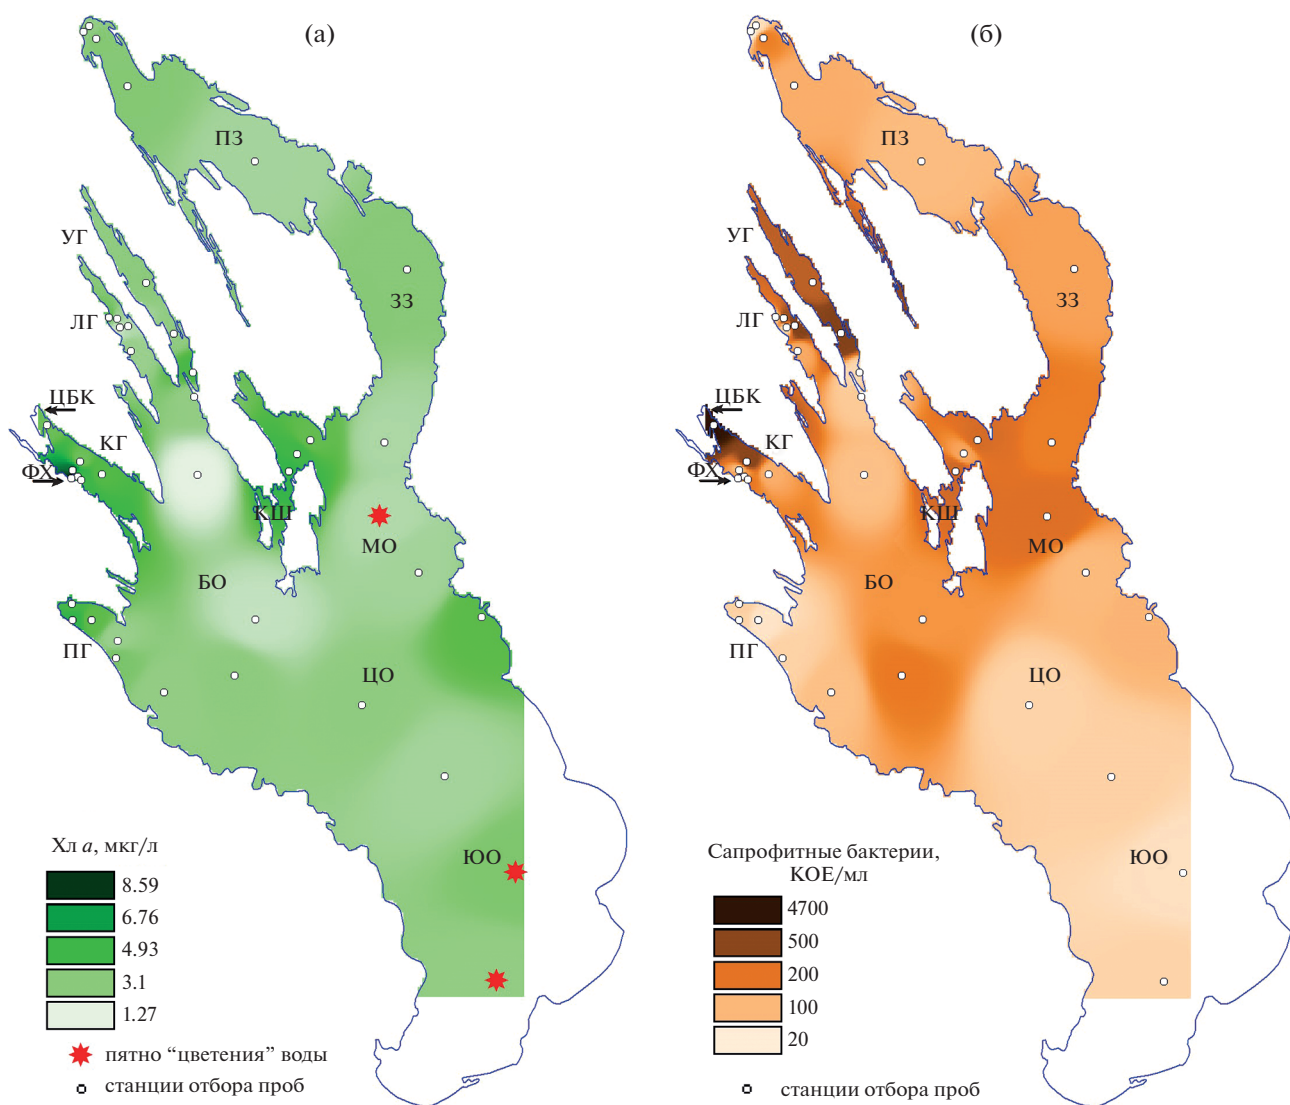 (а)
ПЗ
УГ
ЗЗ
ЛГ
ЦБК
КГ
ФХ
КШ
МО
БО
ПГ
ЦО
ЮО
Хл а, мкг/л
8.59
6.76
4.93
3.1
1.27
пятно “цветения” воды
станции отбора проб
(б)
ПЗ
УГ
ЗЗ
ЛГ
ЦБК
КГ
ФХ
КШ
МО
БО
ПГ
ЦО
ЮО
Сапрофитные бактерии,
КОЕ/мл
4700
500
200
100
20
станции отбора проб